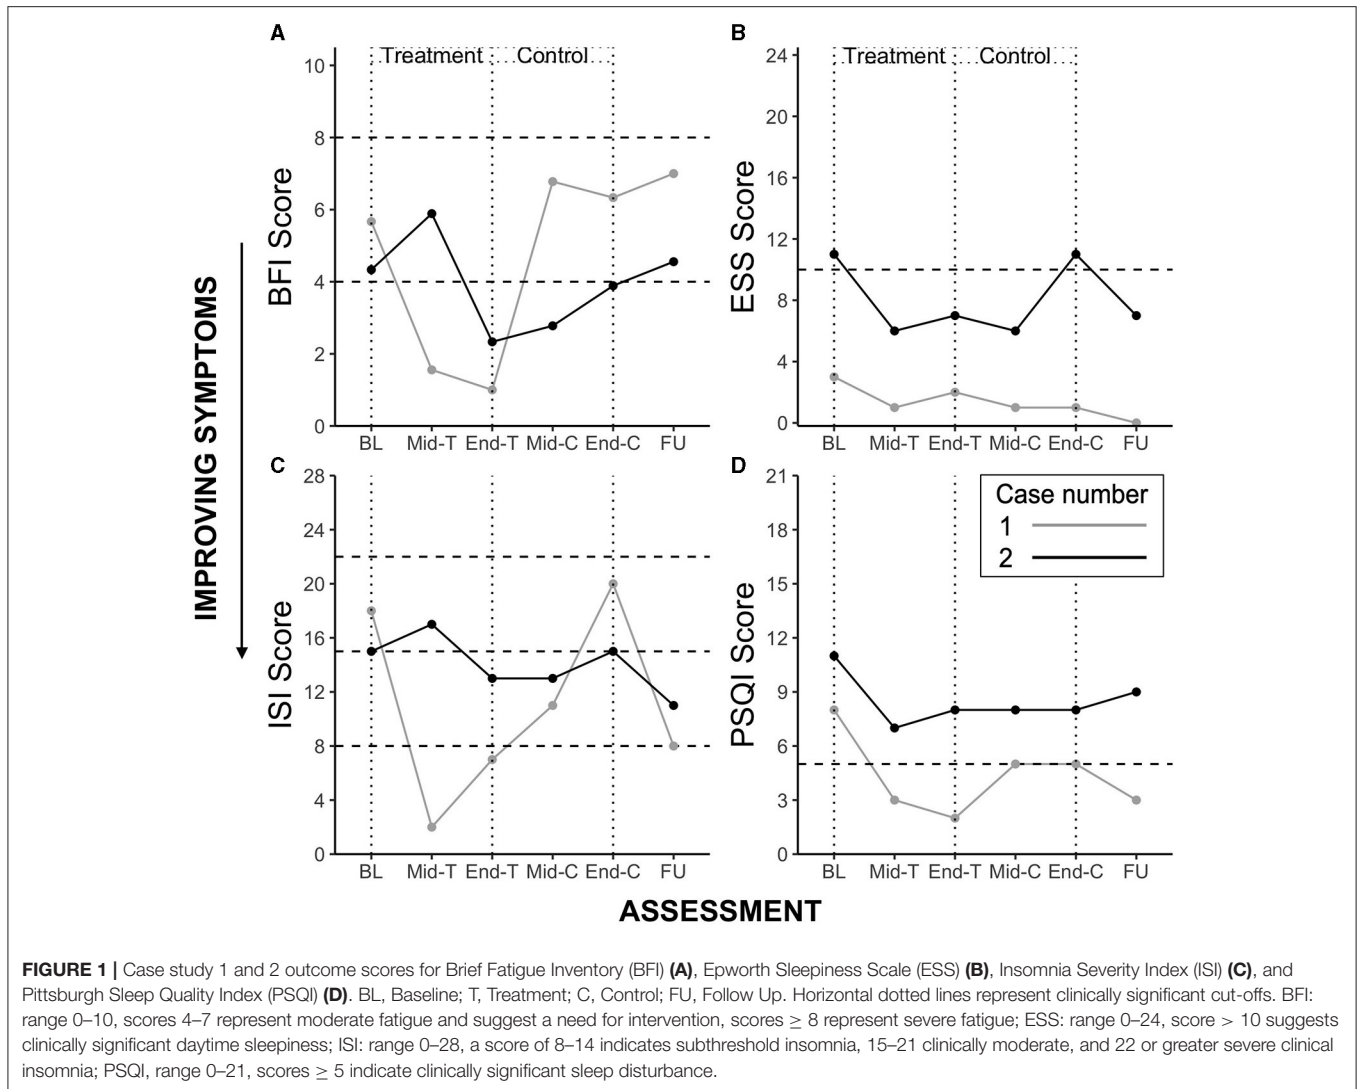 A
Treatment
Control
10
8
6
4
2
0
BFI Score
BL Mid-T End-T Mid-C End-C FU
B
Treatment
Control
24
20
16
12
8
4
0
ESS Score
BL Mid-T End-T Mid-C End-C FU
IMPROVING SYMPTOMS
C
28
24
20
16
12
8
4
0
ISI Score
BL Mid-T End-T Mid-C End-C FU
D
21
18
15
12
9
6
3
0
PSQI Score
Case number
1
2
BL Mid-T End-T Mid-C End-C FU
ASSESSMENT
FIGURE 1 | Case study 1 and 2 outcome scores for Brief Fatigue Inventory (BFI) (A), Epworth Sleepiness Scale (ESS) (B), Insomnia Severity Index (ISI) (C), and
Pittsburgh Sleep Quality Index (PSQI) (D). BL, Baseline; T, Treatment; C, Control; FU, Follow Up. Horizontal dotted lines represent clinically significant cut-offs. BFI:
range 0–10, scores 4–7 represent moderate fatigue and suggest a need for intervention, scores ≥ 8 represent severe fatigue; ESS: range 0–24, score > 10 suggests
clinically significant daytime sleepiness; ISI: range 0–28, a score of 8–14 indicates subthreshold insomnia, 15–21 clinically moderate, and 22 or greater severe clinical
insomnia; PSQI, range 0–21, scores ≥ 5 indicate clinically significant sleep disturbance.